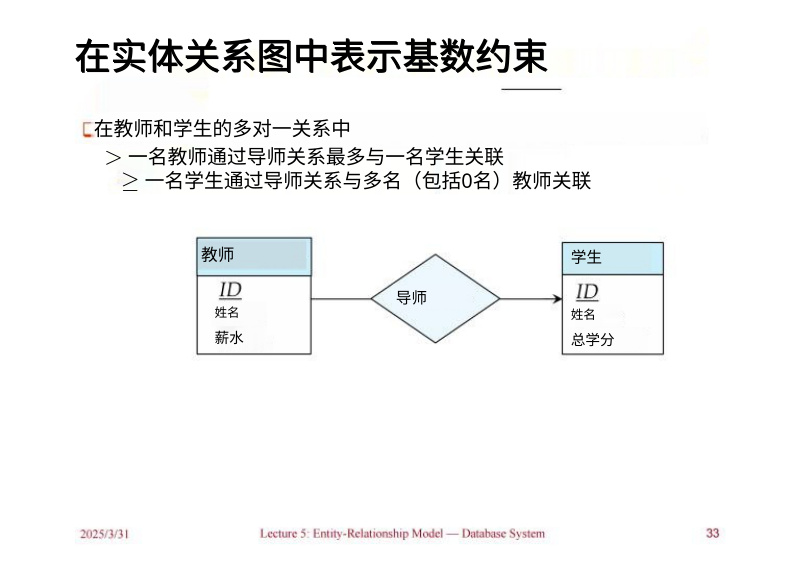 在实体关系图中表示基数约束
在教师和学生的多对一关系中
> 一名教师通过导师关系最多与一名学生关联
≥ 一名学生通过导师关系与多名（包括0名）教师关联
教师
ID
姓名
薪水
导师
学生
ID
姓名
总学分
2025/3/31
Lecture 5: Entity-Relationship Model — Database System
33